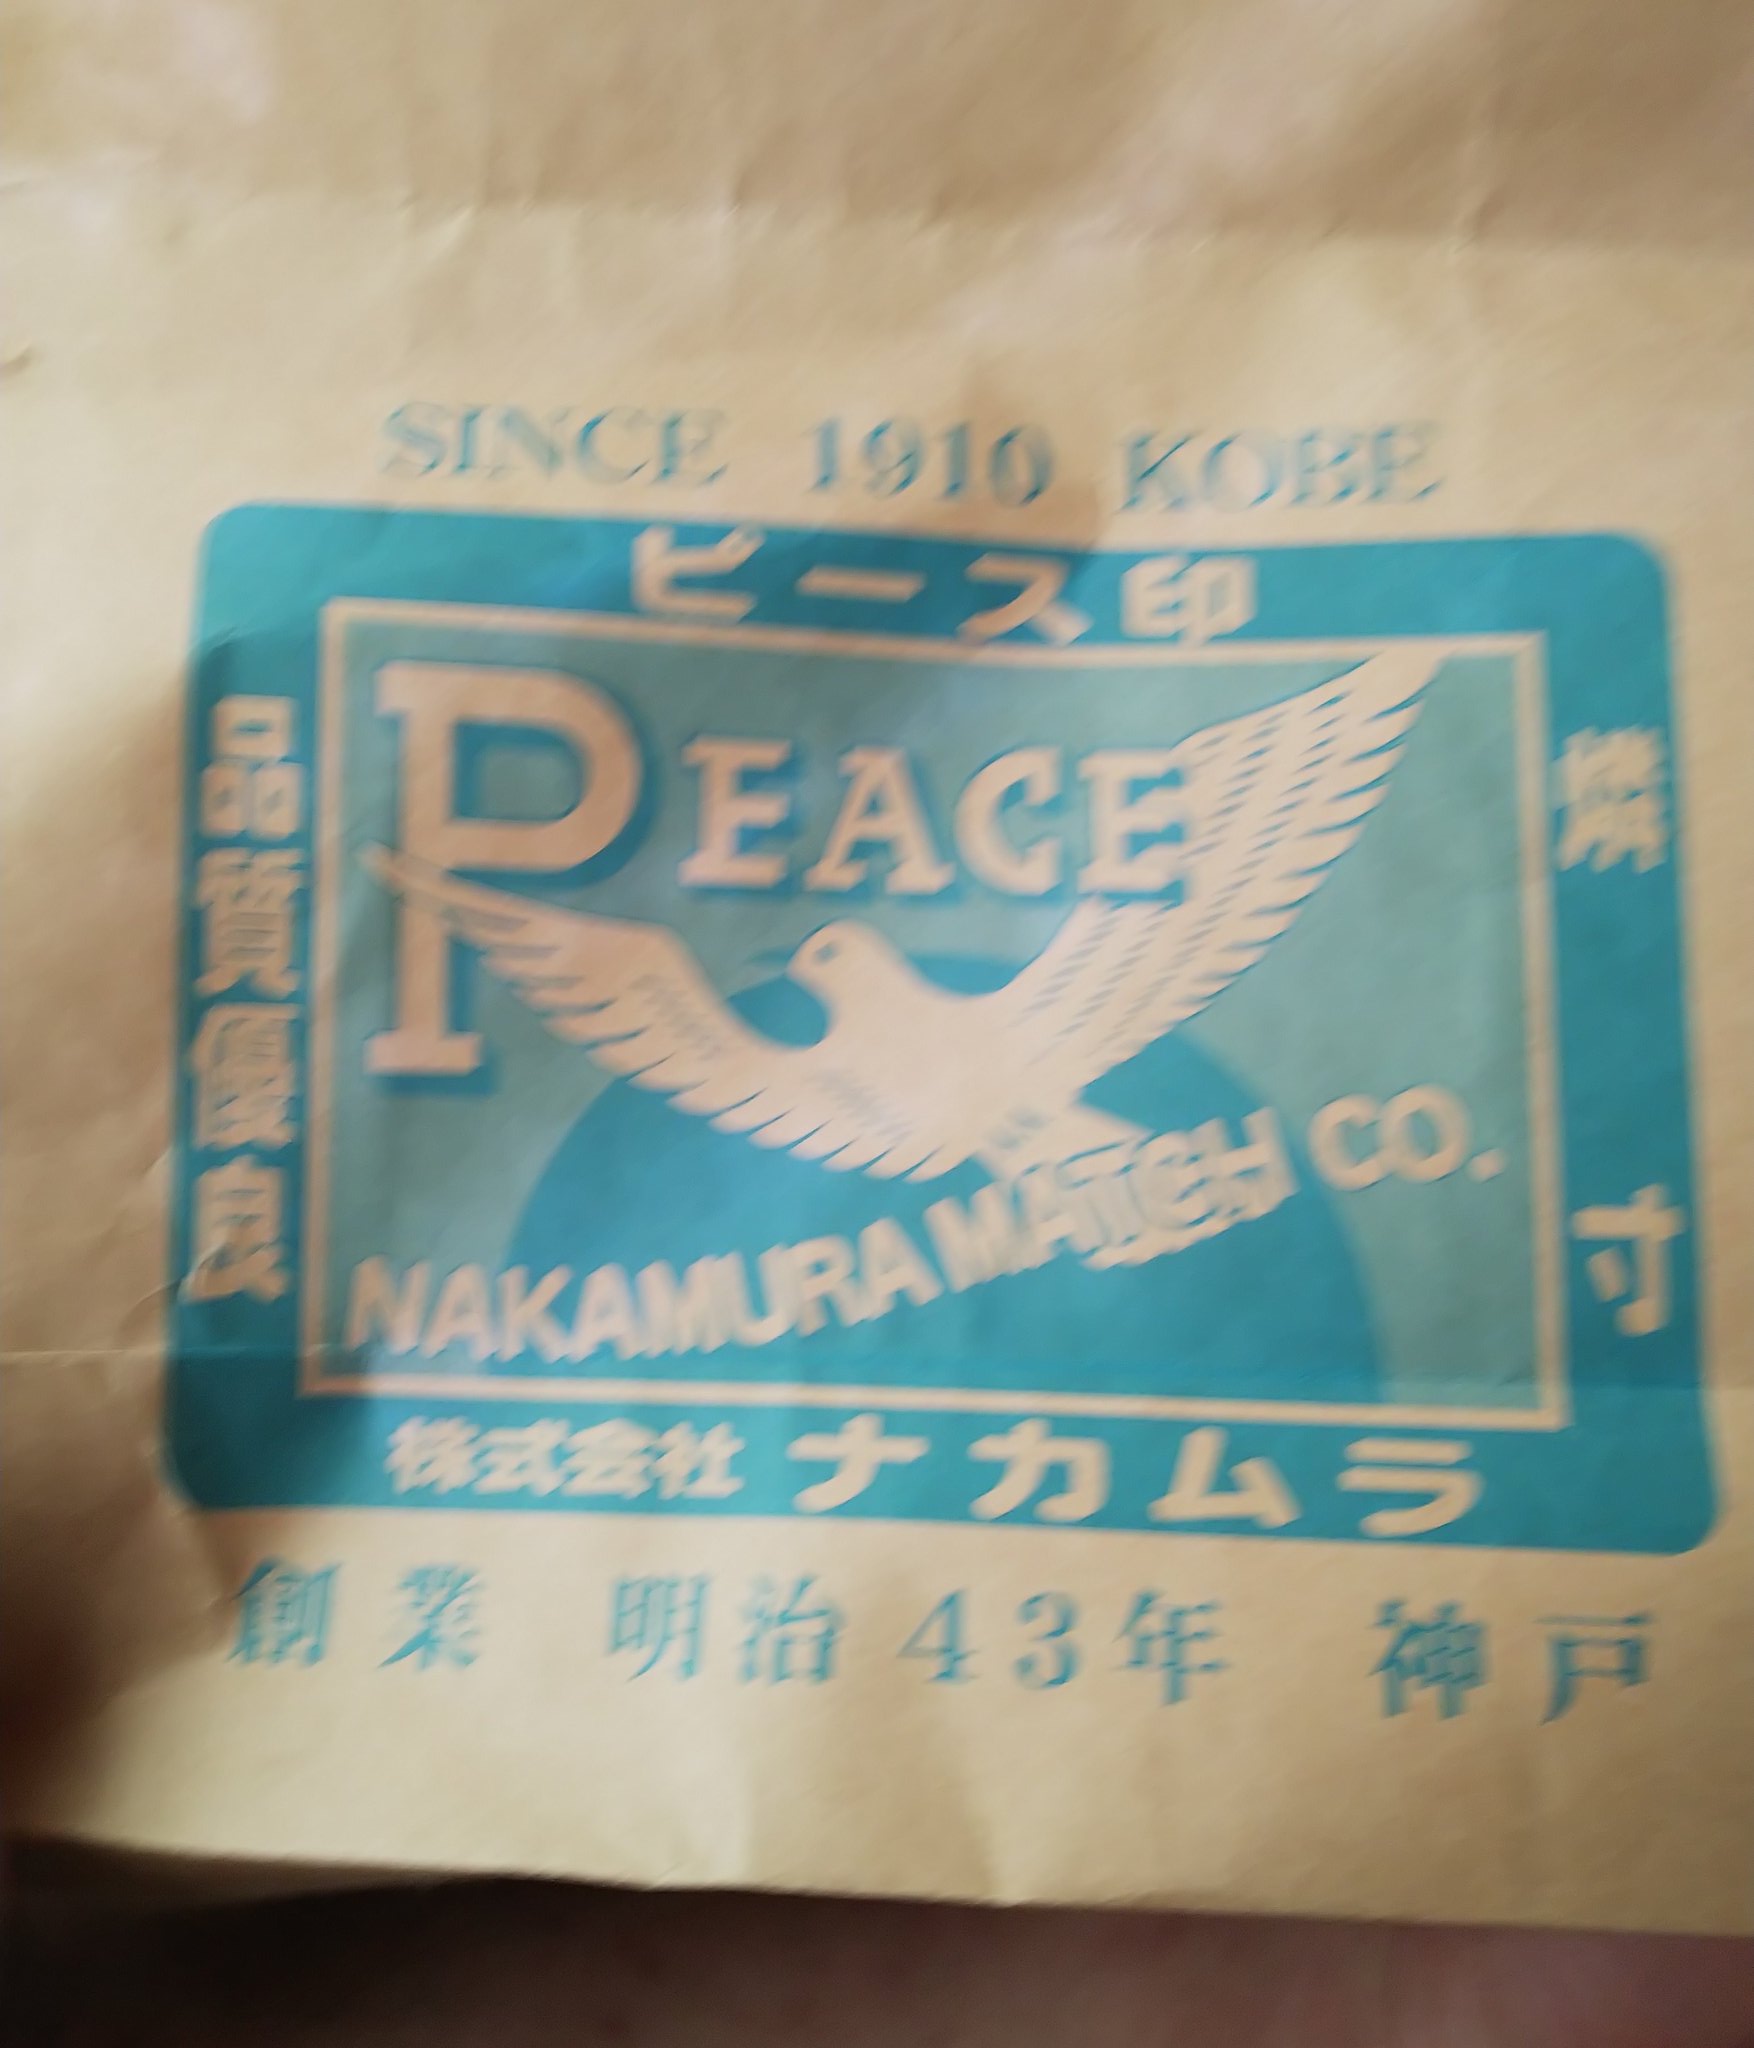 SINCE 1910 KOBE
ピース印
品質優良
PEACE
燐寸
NAKAMURA MATCH CO.
株式会社ナカムラ
創業 明治43年 神戸